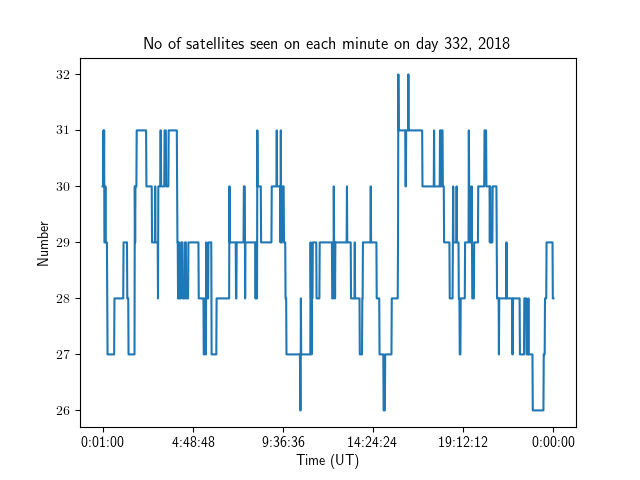 No of satellites seen on each minute on day 332, 2018
32
31
30
29
28
27
26
Number
0:01:00 4:48:48 9:36:36 14:24:24 19:12:12 0:00:00
Time (UT)